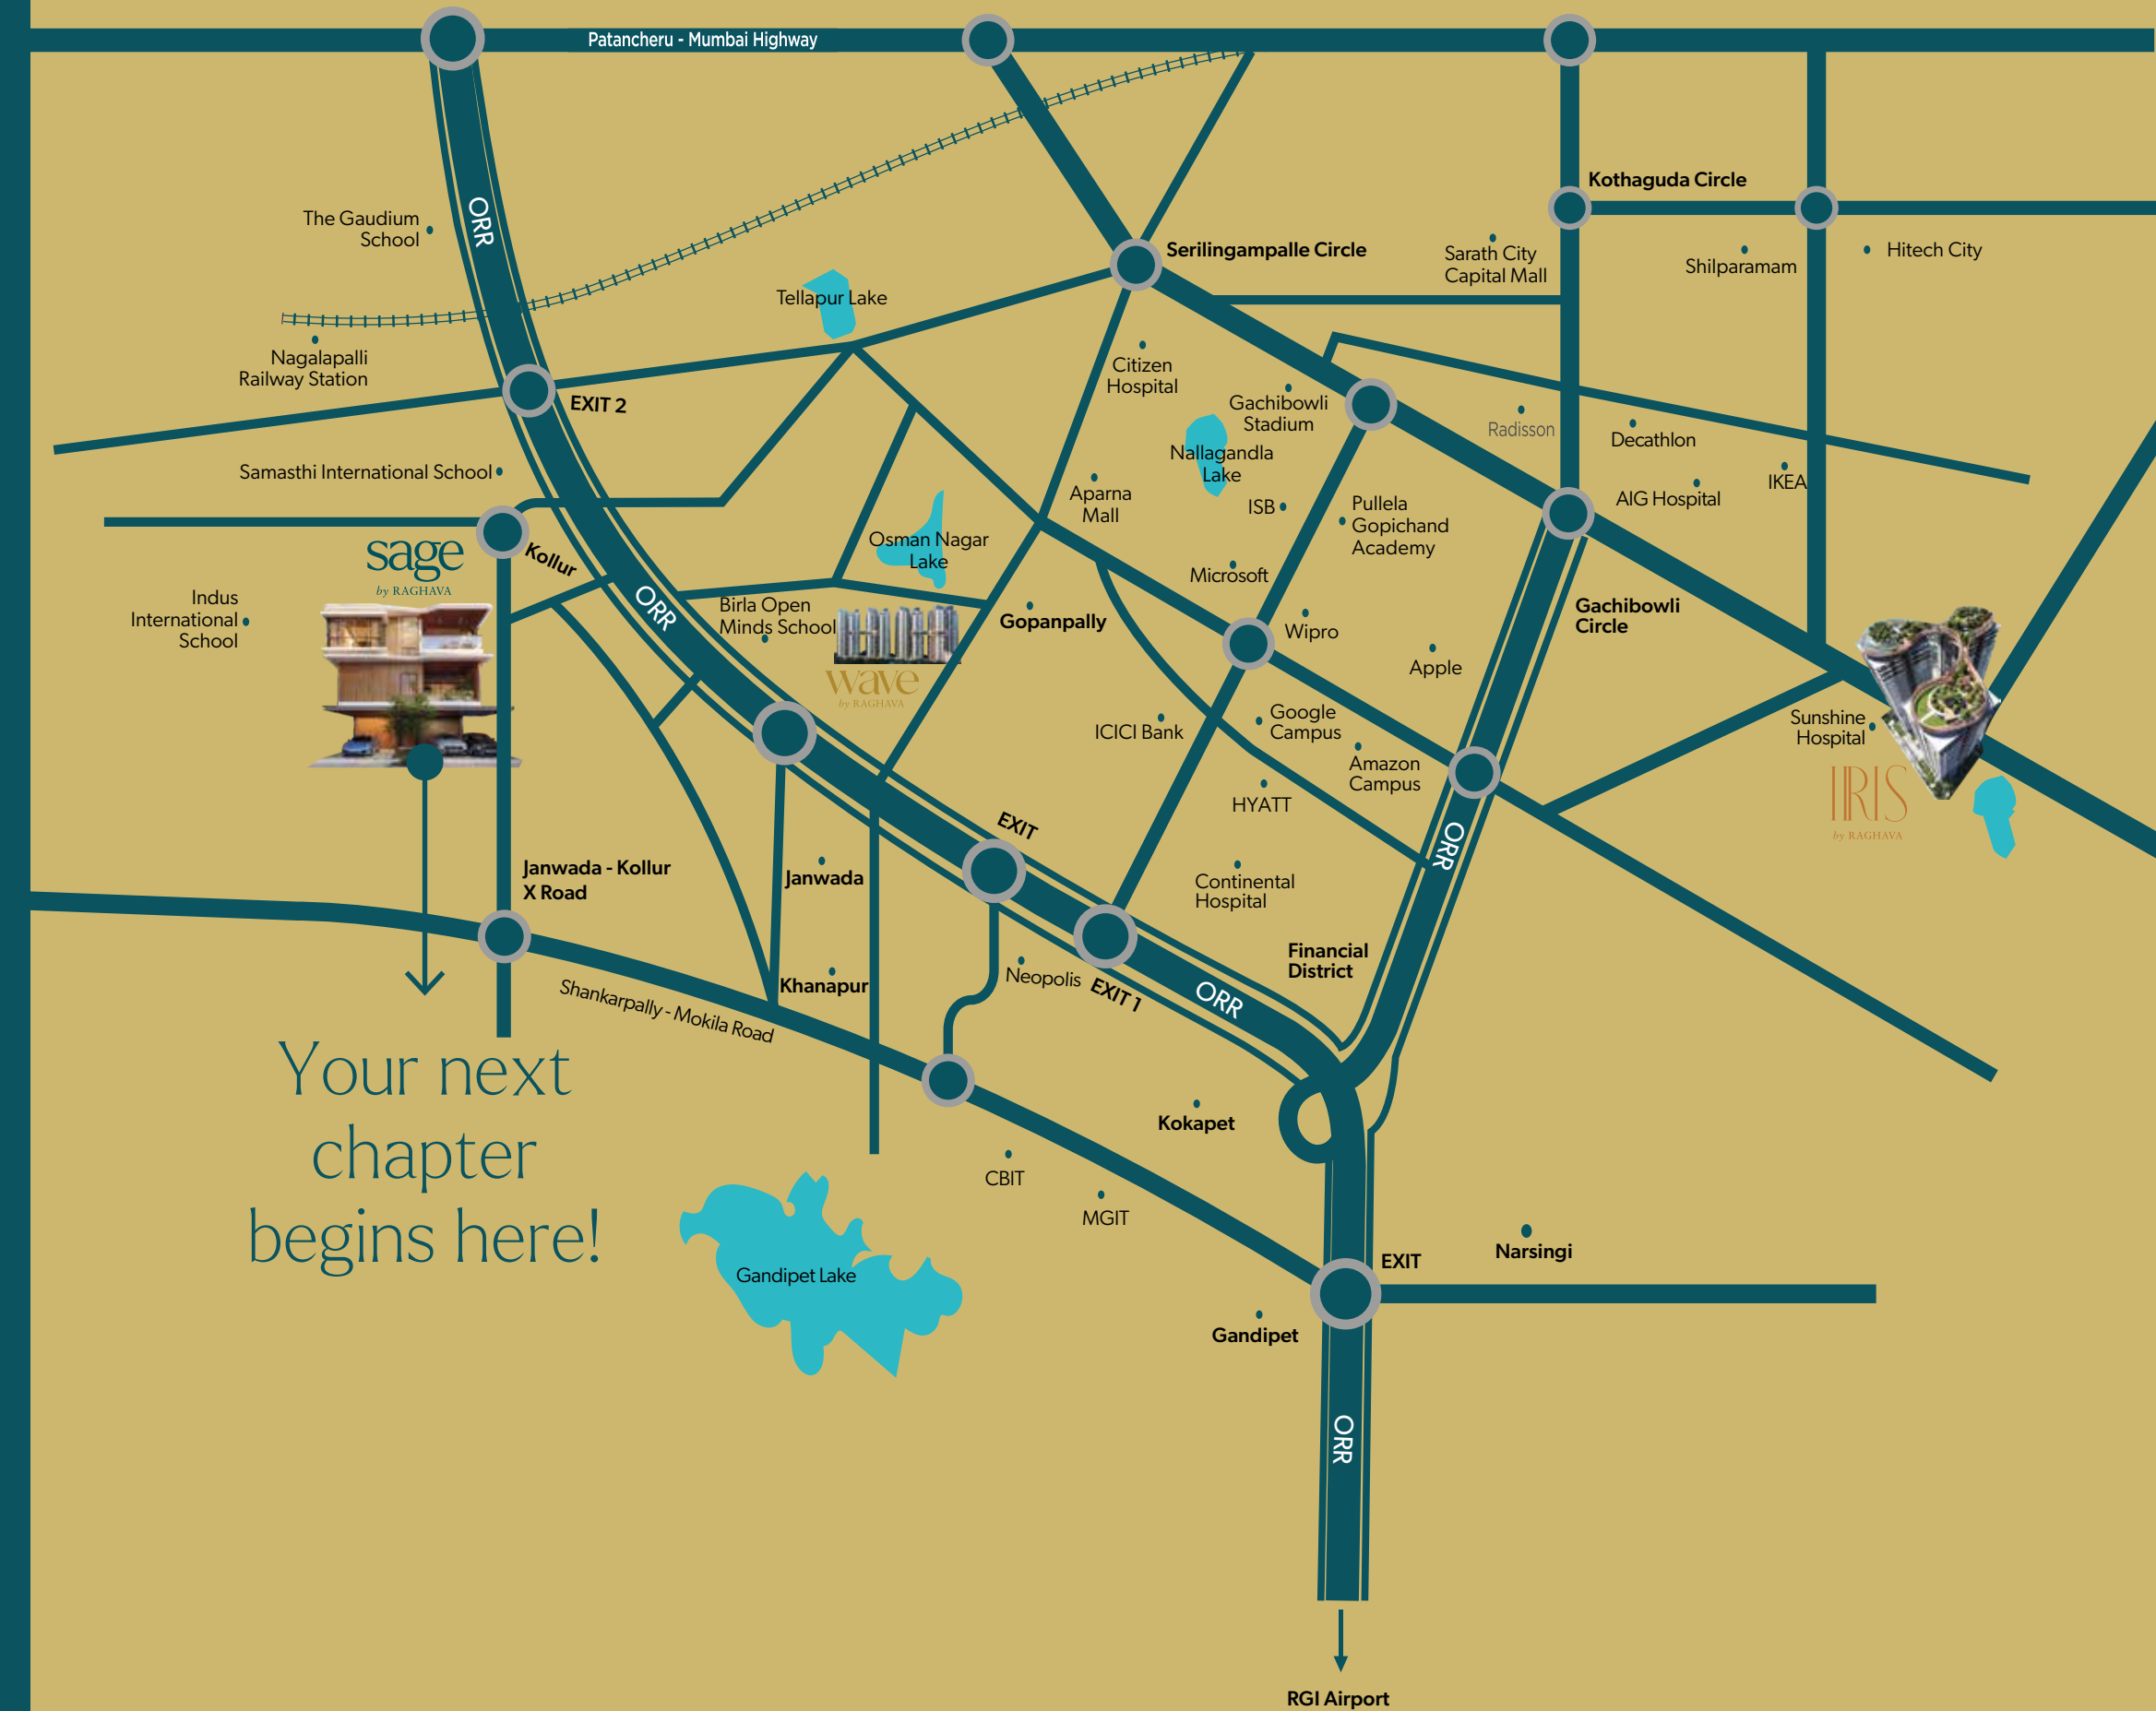 Patancheru - Mumbai Highway
ORR
The Gaudium
School
Kothaguda Circle
Serilingampalle Circle
Sarath City
Capital Mall
Shilparamam
Hitech City
Tellapur Lake
Nagalapalli
Railway Station
EXIT 2
Citizen
Hospital
Gachibowli
Stadium
Radisson
Decathlon
Nallagandla
Lake
Samasthi International School
IKEA
AIG Hospital
Aparna
Mall
ISB
Pullela
Gopichand
Academy
sage
by RAGHAVA
Kollur
Osman Nagar
Lake
Microsoft
Indus
International
School
ORR
Birla Open
Minds School
Gopanpally
Wipro
Gachibowli
Circle
Apple
wave
by RAGHAVA
ICICI Bank
Google
Campus
Amazon
Campus
Sunshine
Hospital
HYATT
IRIS
by RAGHAVA
EXIT
ORR
Janwada - Kollur
X Road
Janwada
Continental
Hospital
Financial
District
Khanapur
Neopolis
EXIT 1
ORR
Shankarpally - Mokila Road
Your next
chapter
begins here!
Kokapet
CBIT
MGIT
Gandipet Lake
EXIT
Narsingi
Gandipet
ORR
RGI Airport